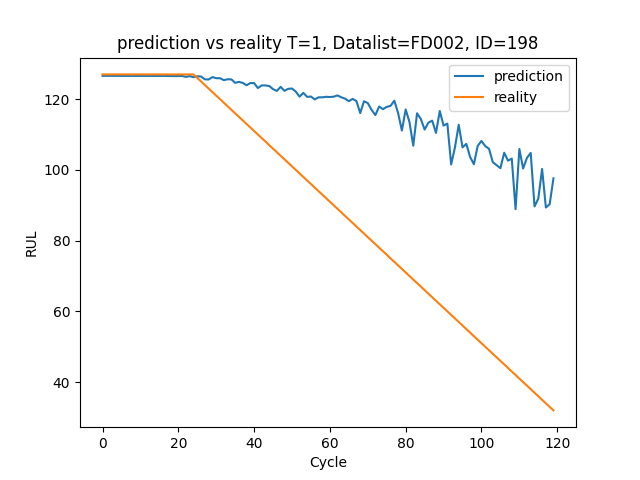 prediction vs reality T=1, Datalist=FD002, ID=198
prediction
reality
RUL
120
100
80
60
40
0 20 40 60 80 100 120
Cycle